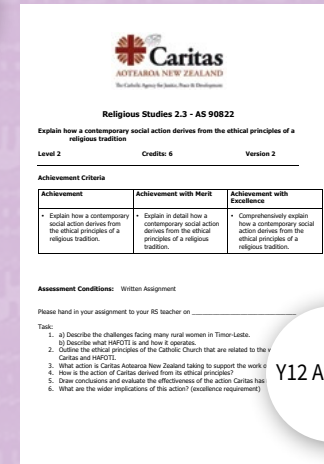 Caritas
AOTEAROA NEW ZEALAND
The Catholic Agency for Justice, Peace & Development
Religious Studies 2.3 - AS 90822
Explain how a contemporary social action derives from the ethical principles of a
religious tradition
Level 2 Credits: 6 Version 2
Achievement Criteria
Achievement Achievement with Merit Achievement with
Excellence
• Explain how a contemporary
social action derives from
the ethical principles of a
religious tradition.
• Explain in detail how a
contemporary social action
derives from the ethical
principles of a religious
tradition.
• Comprehensively explain
how a contemporary social
action derives from the
ethical principles of a
religious tradition.
Assessment Conditions: Written Assignment
Please hand in your assignment to your RS teacher on
Task:
1. a) Describe the challenges facing many rural women in Timor-Leste.
b) Describe what HAFOTI is and how it operates.
2. Outline the ethical principles of the Catholic Church that are related to the
Caritas and HAFOTI.
3. What action is Caritas Aotearoa New Zealand taking to support the work
4. How is the action of Caritas derived from its ethical principles?
5. Draw conclusions and evaluate the effectiveness of the action Caritas has
6. What are the wider implications of this action? (excellence requirement)
Y12 A